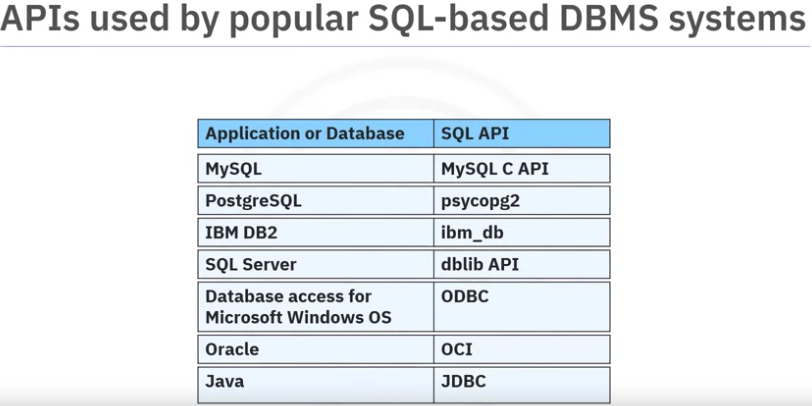 APIs used by popular SQL-based DBMS systems
Application or Database SQL API
MySQL MySQL C API
PostgreSQL psycopg2
IBM DB2 ibm_db
SQL Server dblib API
Database access for ODBC
Microsoft Windows OS
Oracle OCI
Java JDBC